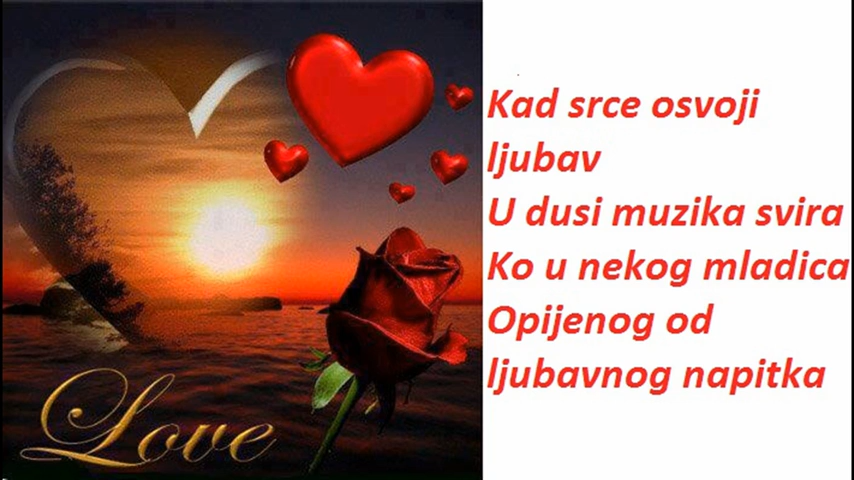 Love
Kad srce osvoji
ljubav
U dusi muzika svira
Ko u nekog mladica
Opijenog od
ljubavnog napitka